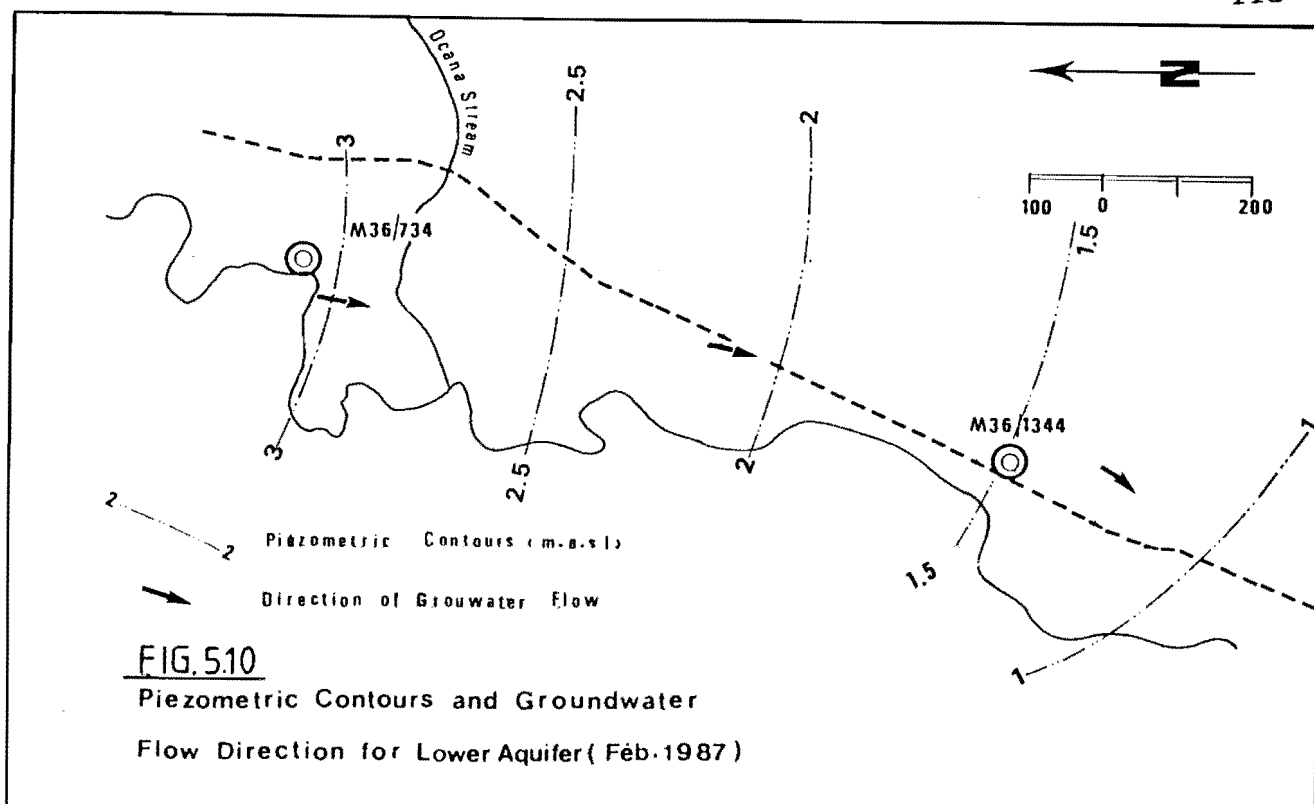 Ocana Stream
2.5
2
N
3
100 0 200
M36/734
1.5
M36/1344
1
3
2.5
2
1.5
1
2 2 Piezometric Contours (m.a.s.l)
Direction of Grouwater Flow
FIG. 5.10
Piezometric Contours and Groundwater
Flow Direction for Lower Aquifer (Feb. 1987)